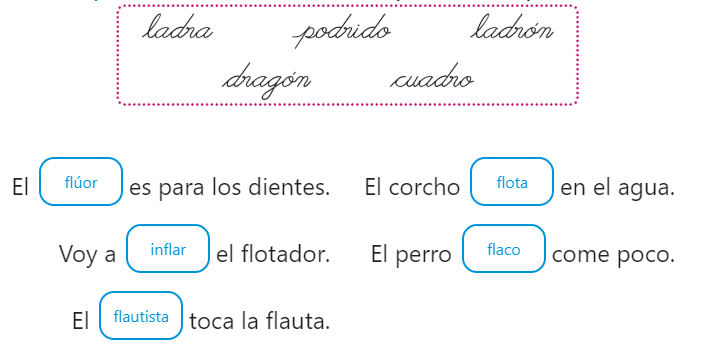 ladra podrido ladrón
dragón cuadro
El flúor es para los dientes. El corcho flota en el agua.
Voy a inflar el flotador. El perro flaco come poco.
El flautista toca la flauta.